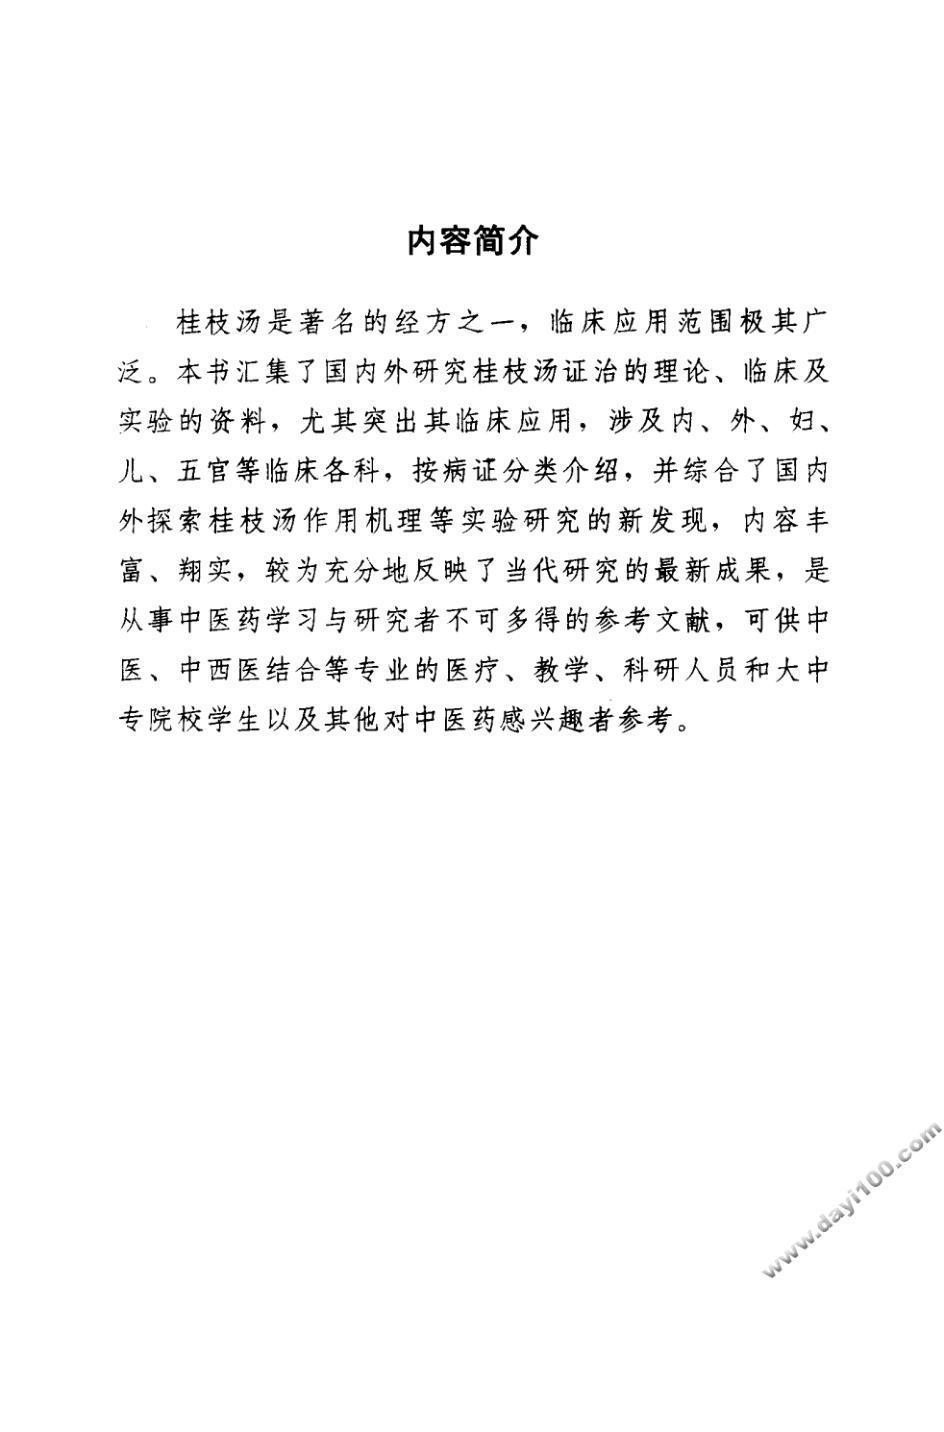 内容简介
桂枝汤是著名的经方之一，临床应用范围极其广
泛。本书汇集了国内外研究桂枝汤证治的理论、临床及
实验的资料，尤其突出其临床应用，涉及内、外、妇、
儿、五官等临床各科，按病证分类介绍，并综合了国内
外探索桂枝汤作用机理等实验研究的新发现，内容丰
富、翔实，较为充分地反映了当代研究的最新成果，是
从事中医药学习与研究者不可多得的参考文献，可供中
医、中西医结合等专业的医疗、教学、科研人员和大中
专院校学生以及其他对中医药感兴趣者参考。
www.dayi100.com